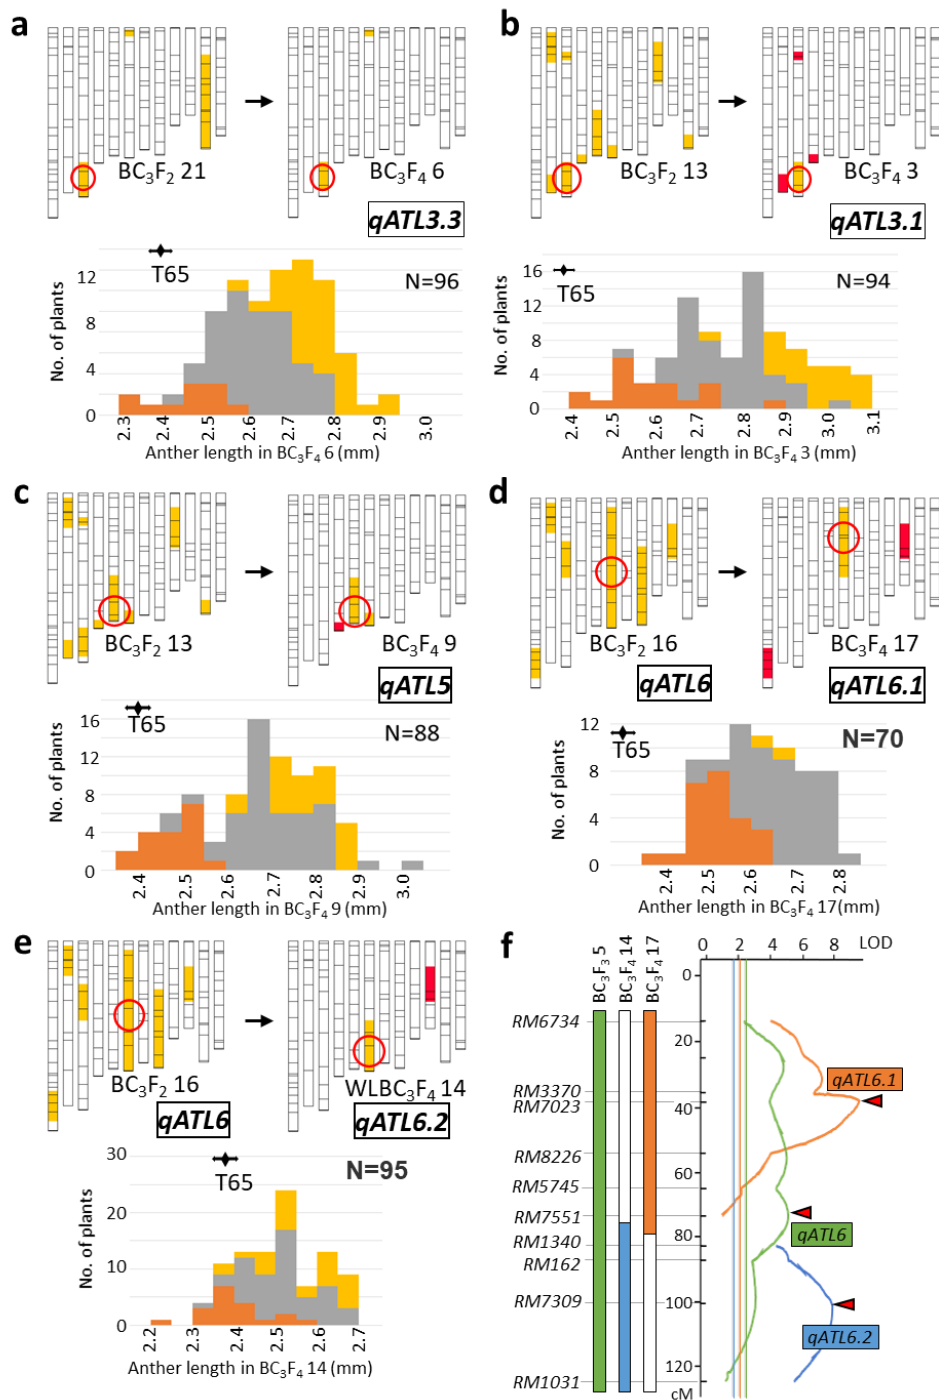 a
BC3F2 21
BC3F4 6
qATL3.3
T65
N=96
No. of plants
12
8
4
0
2.3 2.4 2.5 2.6 2.7 2.8 2.9 3.0
Anther length in BC3F4 6 (mm)
b
BC3F2 13
BC3F4 3
qATL3.1
T65
N=94
No. of plants
16
12
8
4
0
2.4 2.5 2.6 2.7 2.8 2.9 3.0 3.1
Anther length in BC3F4 3 (mm)
c
BC3F2 13
BC3F4 9
qATL5
T65
N=88
No. of plants
16
12
8
4
0
2.4 2.5 2.6 2.7 2.8 2.9 3.0
Anther length in BC3F4 9 (mm)
d
BC3F2 16
BC3F4 17
qATL6
qATL6.1
T65
N=70
No. of plants
12
8
4
0
2.4 2.5 2.6 2.7 2.8
Anther length in BC3F4 17(mm)
e
BC3F2 16
WLBC3F4 14
qATL6
qATL6.2
T65
N=95
No. of plants
30
20
10
0
2.2 2.3 2.4 2.5 2.6 2.7
Anther length in BC3F4 14 (mm)
f
BC3F3 5
BC3F4 14
BC3F4 17
0 2 4 6 8 LOD
0
RM6734
20
RM3370
RM7023
40
RM8226
60
RM5745
RM7551
80
RM1340
RM162
RM7309
100
120
RM1031
cM
qATL6.1
qATL6
qATL6.2